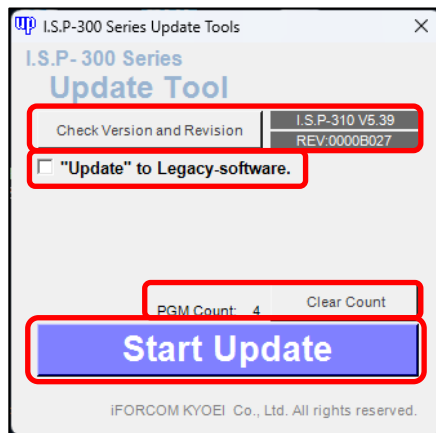 I.S.P-300 Series Update Tools
I.S.P- 300 Series
Update Tool
Check Version and Revision
I.S.P-310 V5.39
REV:0000B027
"Update" to Legacy-software.
PGM Count: 4
Clear Count
Start Update
iFORCOM KYOEI Co., Ltd. All rights reserved.